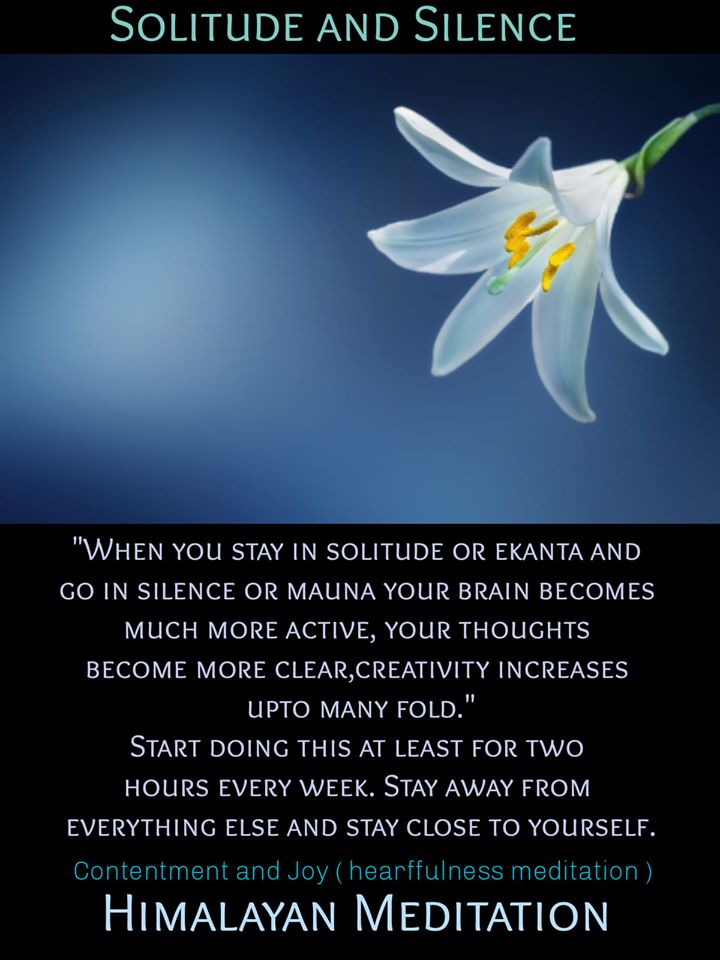 Solitude and Silence
"When you stay in solitude or ekanta and
go in silence or mauna your brain becomes
much more active, your thoughts
become more clear,creativity increases
upto many fold."
Start doing this at least for two
hours every week. Stay away from
everything else and stay close to yourself.
Contentment and Joy ( hearffulness meditation )
Himalayan Meditation